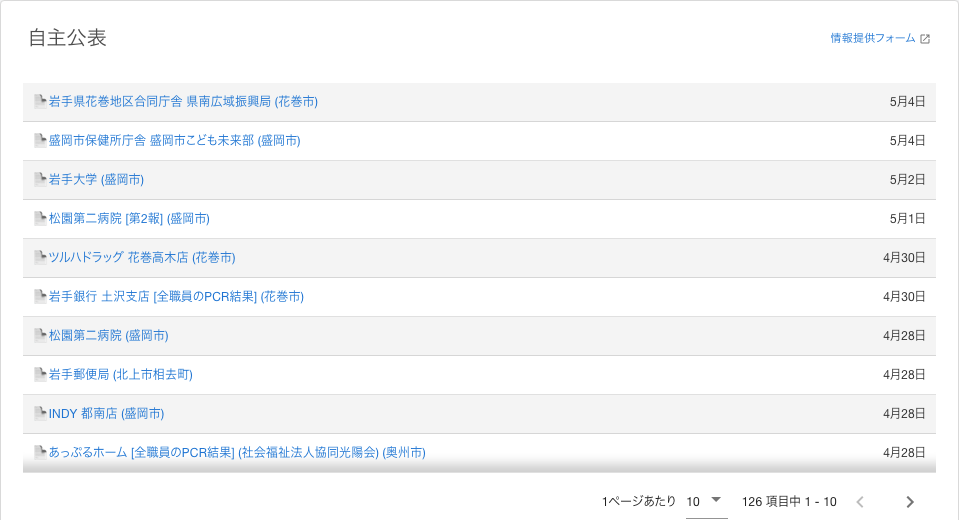 自主公表
情報提供フォーム
岩手県花巻地区合同庁舎 県南広域振興局 (花巻市) 5月4日
盛岡市保健所庁舎 盛岡市こども未来部 (盛岡市) 5月4日
岩手大学 (盛岡市) 5月2日
松園第二病院 [第2報] (盛岡市) 5月1日
ツルハドラッグ 花巻高木店 (花巻市) 4月30日
岩手銀行 土沢支店 [全職員のPCR結果] (花巻市) 4月30日
松園第二病院 (盛岡市) 4月28日
岩手郵便局 (北上市相去町) 4月28日
INDY 都南店 (盛岡市) 4月28日
あっぷるホーム [全職員のPCR結果] (社会福祉法人協同光陽会) (奥州市) 4月28日
1ページあたり 10 126 項目中 1 - 10